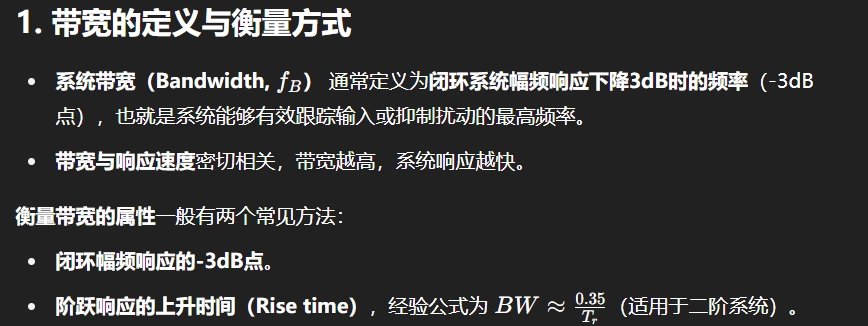 1. 带宽的定义与衡量方式
• 系统带宽（Bandwidth, f_B） 通常定义为闭环系统幅频响应下降3dB时的频率（-3dB
点），也就是系统能够有效跟踪输入或抑制扰动的最高频率。
• 带宽与响应速度密切相关，带宽越高，系统响应越快。
衡量带宽的属性一般有两个常见方法：
• 闭环幅频响应的-3dB点。
• 阶跃响应的上升时间（Rise time），经验公式为 BW ≈ 0.35/T_r（适用于二阶系统）。